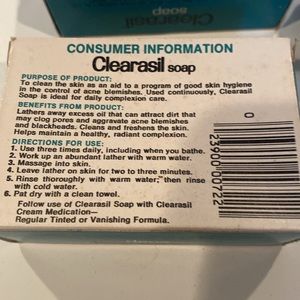 Clearasil
soap
CONSUMER INFORMATION
Clearasil soap
PURPOSE OF PRODUCT:
To clean the skin as an aid to a program of good skin hygiene
in the control of acne blemishes. Used continuously, Clearasil
Soap is ideal for daily complexion care.
BENEFITS FROM PRODUCT:
Lathers away excess oil that can attract dirt that
may clog pores and aggravate acne blemishes
and blackheads. Cleans and freshens the skin.
Helps maintain a healthy, radiant complexion.
DIRECTIONS FOR USE:
1. Use three times daily, including when you bathe.
2. Work up an abundant lather with warm water.
3. Massage into skin.
4. Leave lather on skin for two to three minutes.
5. Rinse thoroughly with warm water; then rinse
with cold water.
6. Pat dry with a clean towel.
Follow use of Clearasil Soap with Clearasil
Cream Medication—
Regular Tinted or Vanishing Formula.
0
23900 00722